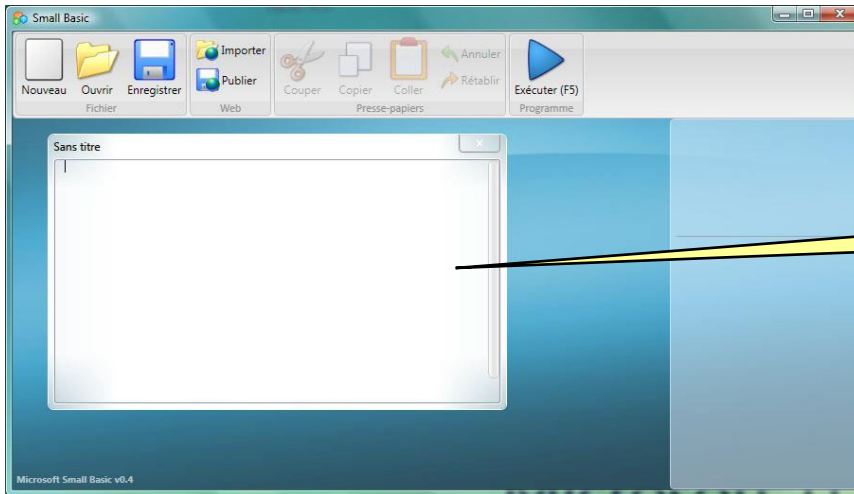 Small Basic
Nouveau Ouvrir Enregistrer Importer Publier Couper Copier Coller Annuler Rétablir Exécuter (F5)
Fichier Web Presse-papiers Programme
Sans titre
Microsoft Small Basic v0.4